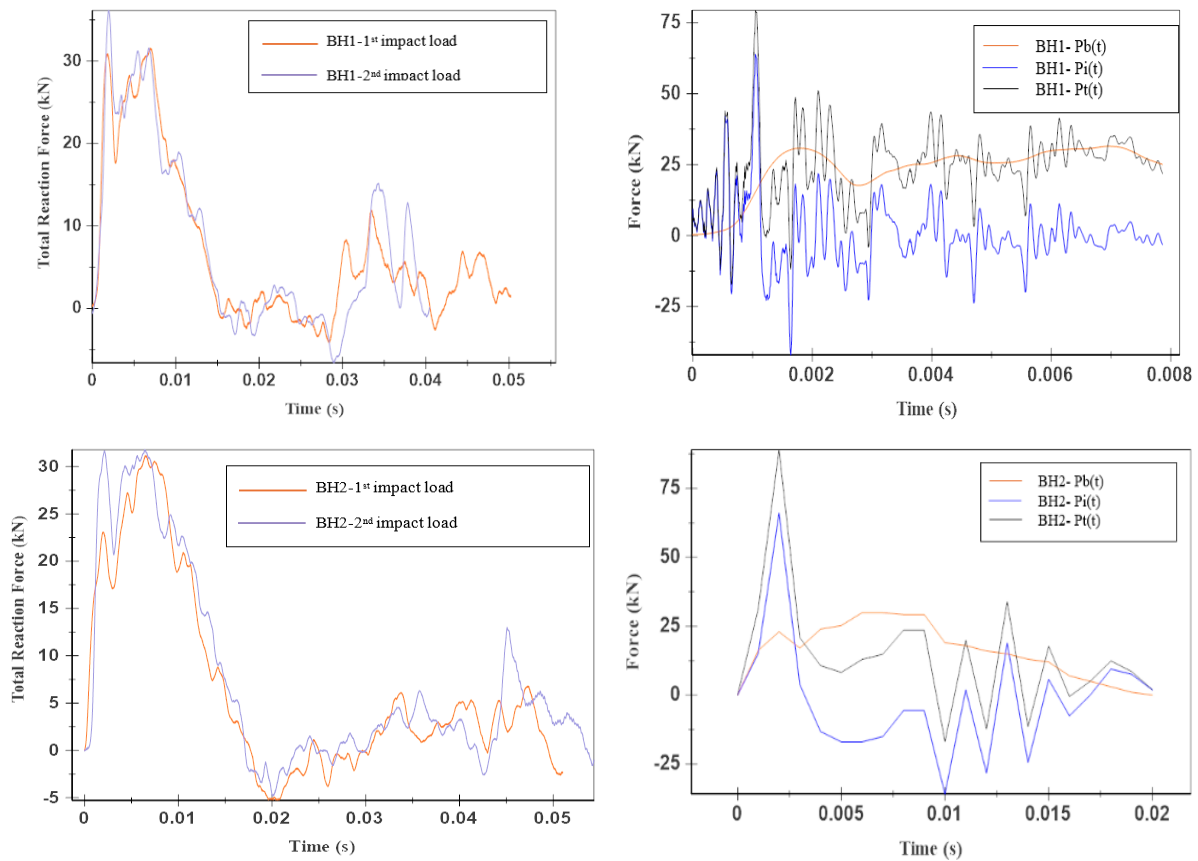 Total Reaction Force (kN)
30
20
10
0
BH1-1st impact load
BH1-2nd impact load
0 0.01 0.02 0.03 0.04 0.05
Time (s)
Force (kN)
75
50
25
0
-25
BH1- Pb(t)
BH1- Pi(t)
BH1- Pt(t)
0 0.002 0.004 0.006 0.008
Time (s)
Total Reaction Force (kN)
30
25
20
15
10
5
0
-5
BH2-1st impact load
BH2-2nd impact load
0 0.01 0.02 0.03 0.04 0.05
Time (s)
Force (kN)
75
50
25
0
-25
BH2- Pb(t)
BH2- Pi(t)
BH2- Pt(t)
0 0.005 0.01 0.015 0.02
Time (s)